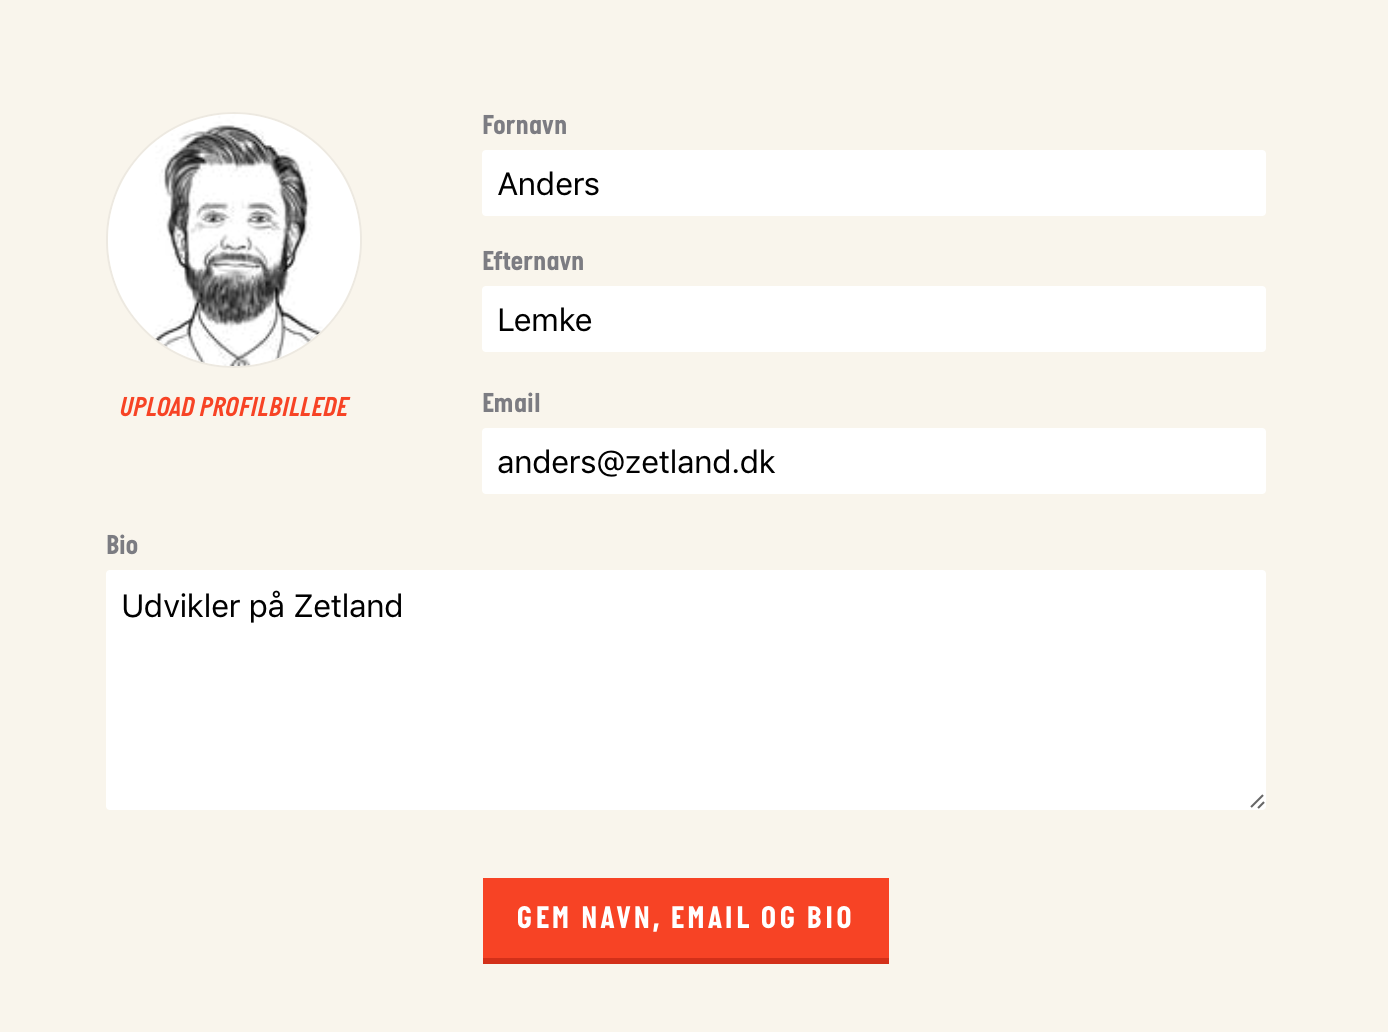 Fornavn
Anders
Efternavn
Lemke
UPLOAD PROFILBILLEDE
Email
anders@zetland.dk
Bio
Udvikler på Zetland
GEM NAVN, EMAIL OG BIO